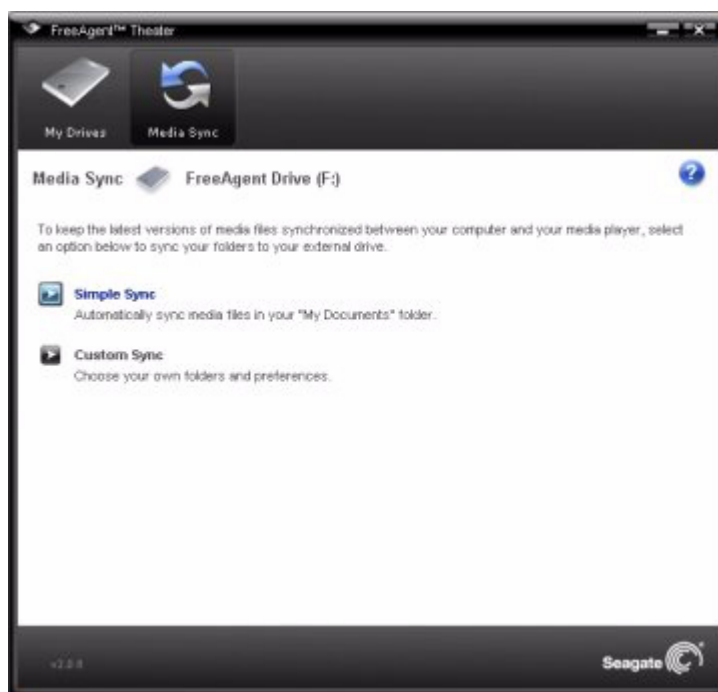 FreeAgent™ Theater
My Drives Media Sync
Media Sync FreeAgent Drive (F:)
To keep the latest versions of media files synchronized between your computer and your media player, select
an option below to sync your folders to your external drive.
Simple Sync
Automatically sync media files in your "My Documents" folder.
Custom Sync
Choose your own folders and preferences.
Seagate